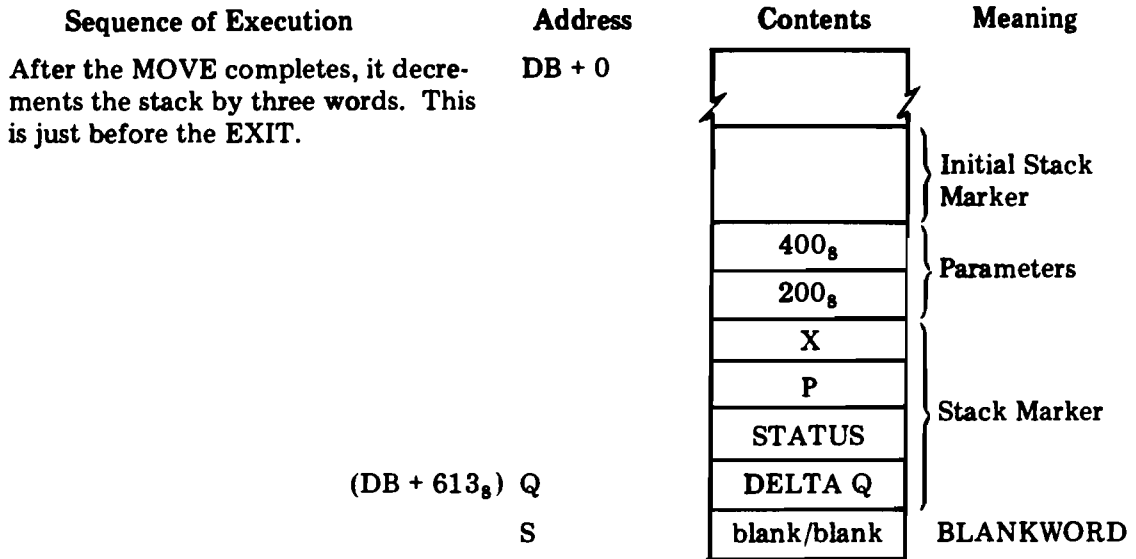 Sequence of Execution Address Contents Meaning
After the MOVE completes, it decre- DB + 0
ments the stack by three words. This
is just before the EXIT.
Initial Stack
Marker
400₈
Parameters
200₈
X
P
Stack Marker
STATUS
(DB + 613₈) Q DELTA Q
S blank/blank BLANKWORD